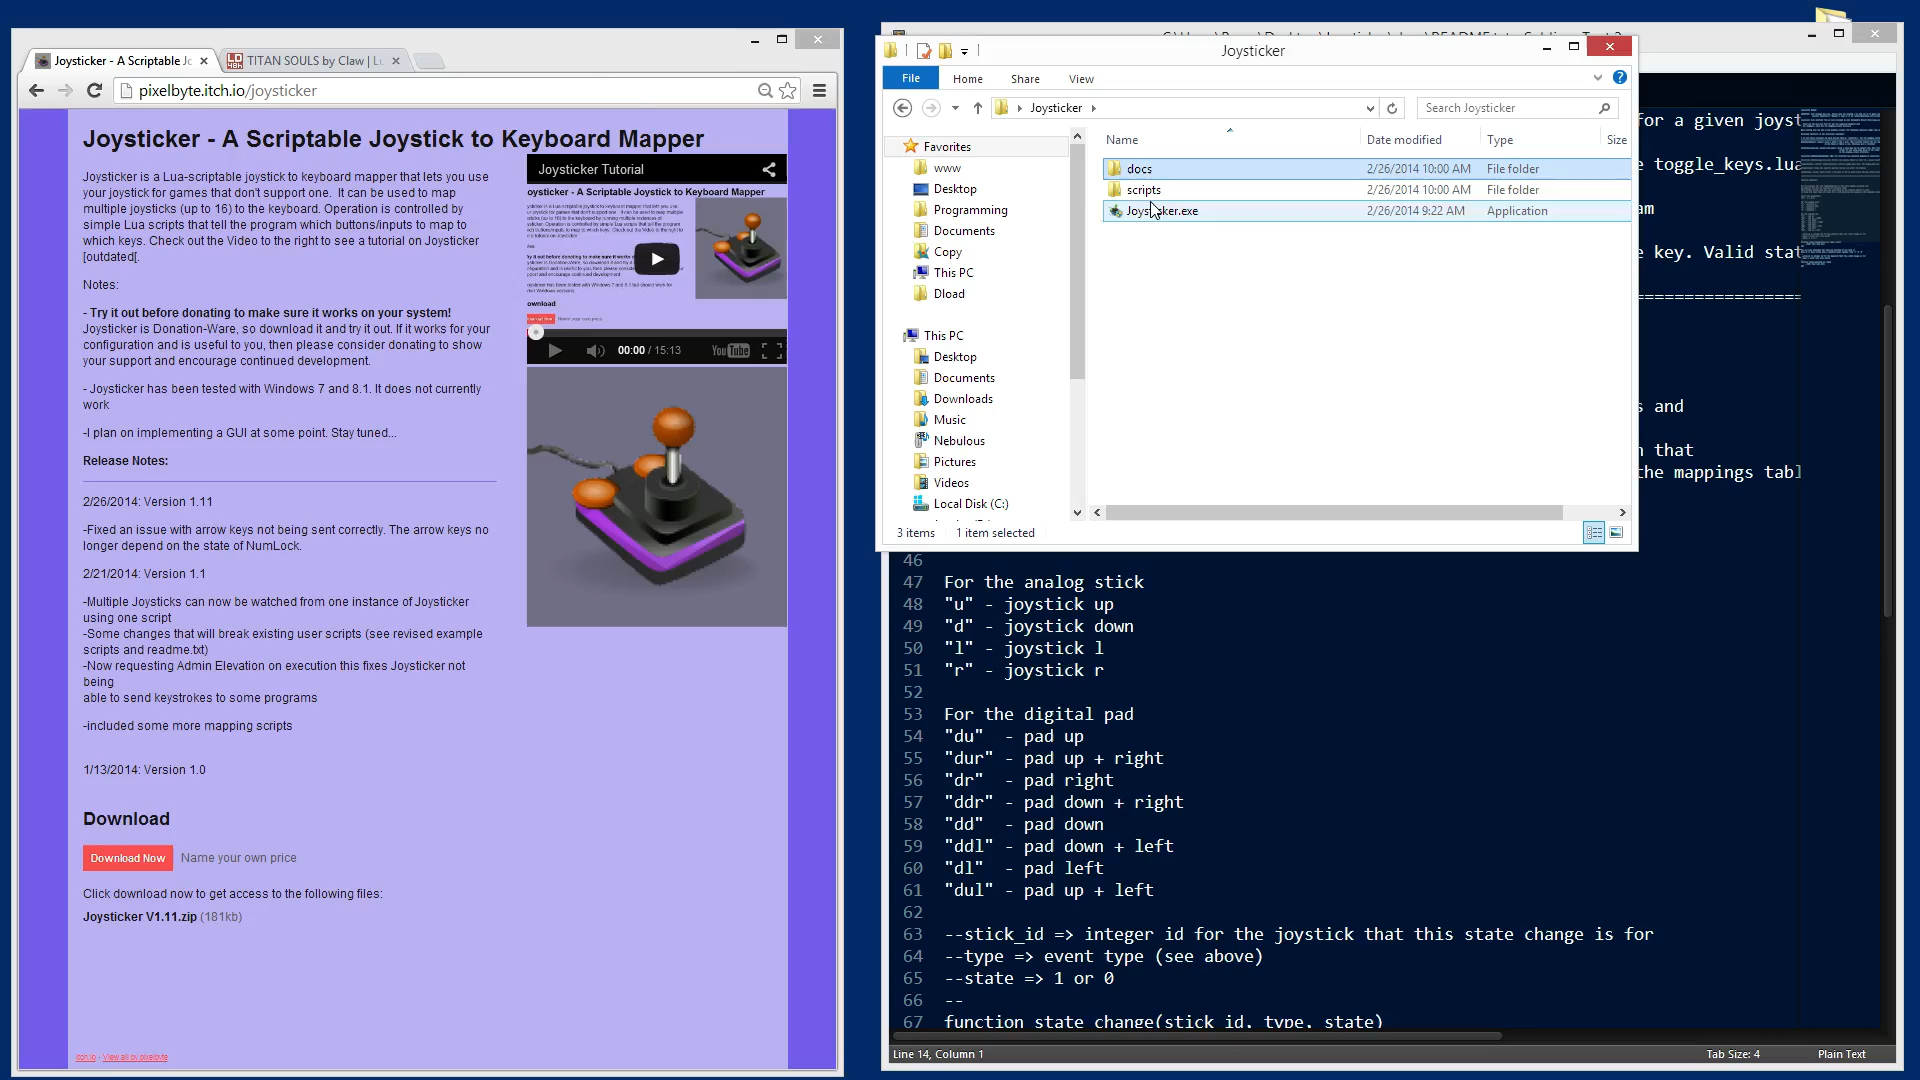 Joysticker - A Scriptable Jo
TITAN SOULS by Claw | Lu
pixelbyte.itch.io/joysticker
Joysticker - A Scriptable Joystick to Keyboard Mapper
Joysticker is a Lua-scriptable joystick to keyboard mapper that lets you use
your joystick for games that don't support one.  It can be used to map
multiple joysticks (up to 16) to the keyboard. Operation is controlled by
simple Lua scripts that tell the program which buttons/inputs to map to
which keys. Check out the Video to the right to see a tutorial on Joysticker
[outdated[.
Notes:
- Try it out before donating to make sure it works on your system!
Joysticker is Donation-Ware, so download it and try it out. If it works for your
configuration and is useful to you, then please consider donating to show
your support and encourage continued development.
- Joysticker has been tested with Windows 7 and 8.1. It does not currently
work
-I plan on implementing a GUI at some point. Stay tuned...
Release Notes:
2/26/2014: Version 1.11
-Fixed an issue with arrow keys not being sent correctly. The arrow keys no
longer depend on the state of NumLock.
2/21/2014: Version 1.1
-Multiple Joysticks can now be watched from one instance of Joysticker
using one script
-Some changes that will break existing user scripts (see revised example
scripts and readme.txt)
-Now requesting Admin Elevation on execution this fixes Joysticker not
being
able to send keystrokes to some programs
-included some more mapping scripts
1/13/2014: Version 1.0
Download
Download Now Name your own price
Click download now to get access to the following files:
Joysticker V1.11.zip (181kb)
itch.io - View all by pixelbyte
Joysticker Tutorial
oysticker - A Scriptable Joystick to Keyboard Mapper
ownload
00:00 / 15:13 YouTube
Joysticker
File Home Share View
Joysticker
Search Joysticker
Name Date modified Type Size
docs 2/26/2014 10:00 AM File folder
scripts 2/26/2014 10:00 AM File folder
Joysticker.exe 2/26/2014 9:22 AM Application
Favorites
www
Desktop
Programming
Documents
Copy
This PC
Dload
This PC
Desktop
Documents
Downloads
Music
Nebulous
Pictures
Videos
Local Disk (C:)
3 items 1 item selected
for a given joyst
e toggle_keys.lua
am
e key. Valid stat
================
s and
n that
the mappings tabl
46
47 For the analog stick
48 "u" - joystick up
49 "d" - joystick down
50 "l" - joystick l
51 "r" - joystick r
52
53 For the digital pad
54 "du"  - pad up
55 "dur" - pad up + right
56 "dr"  - pad right
57 "ddr" - pad down + right
58 "dd"  - pad down
59 "ddl" - pad down + left
60 "dl"  - pad left
61 "dul" - pad up + left
62
63 --stick_id => integer id for the joystick that this state change is for
64 --type => event type (see above)
65 --state => 1 or 0
66 --
67 function state_change(stick_id, type, state)
Line 14, Column 1 Tab Size: 4 Plain Text